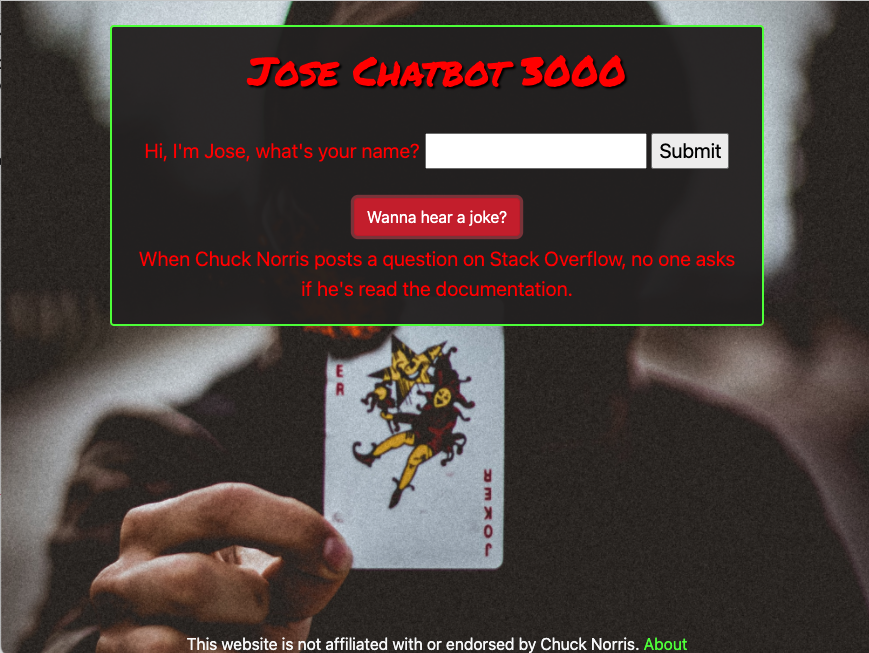 Jose Chatbot 3000
Hi, I'm Jose, what's your name? Submit
Wanna hear a joke?
When Chuck Norris posts a question on Stack Overflow, no one asks
if he's read the documentation.
ER
JOKER
This website is not affiliated with or endorsed by Chuck Norris. About